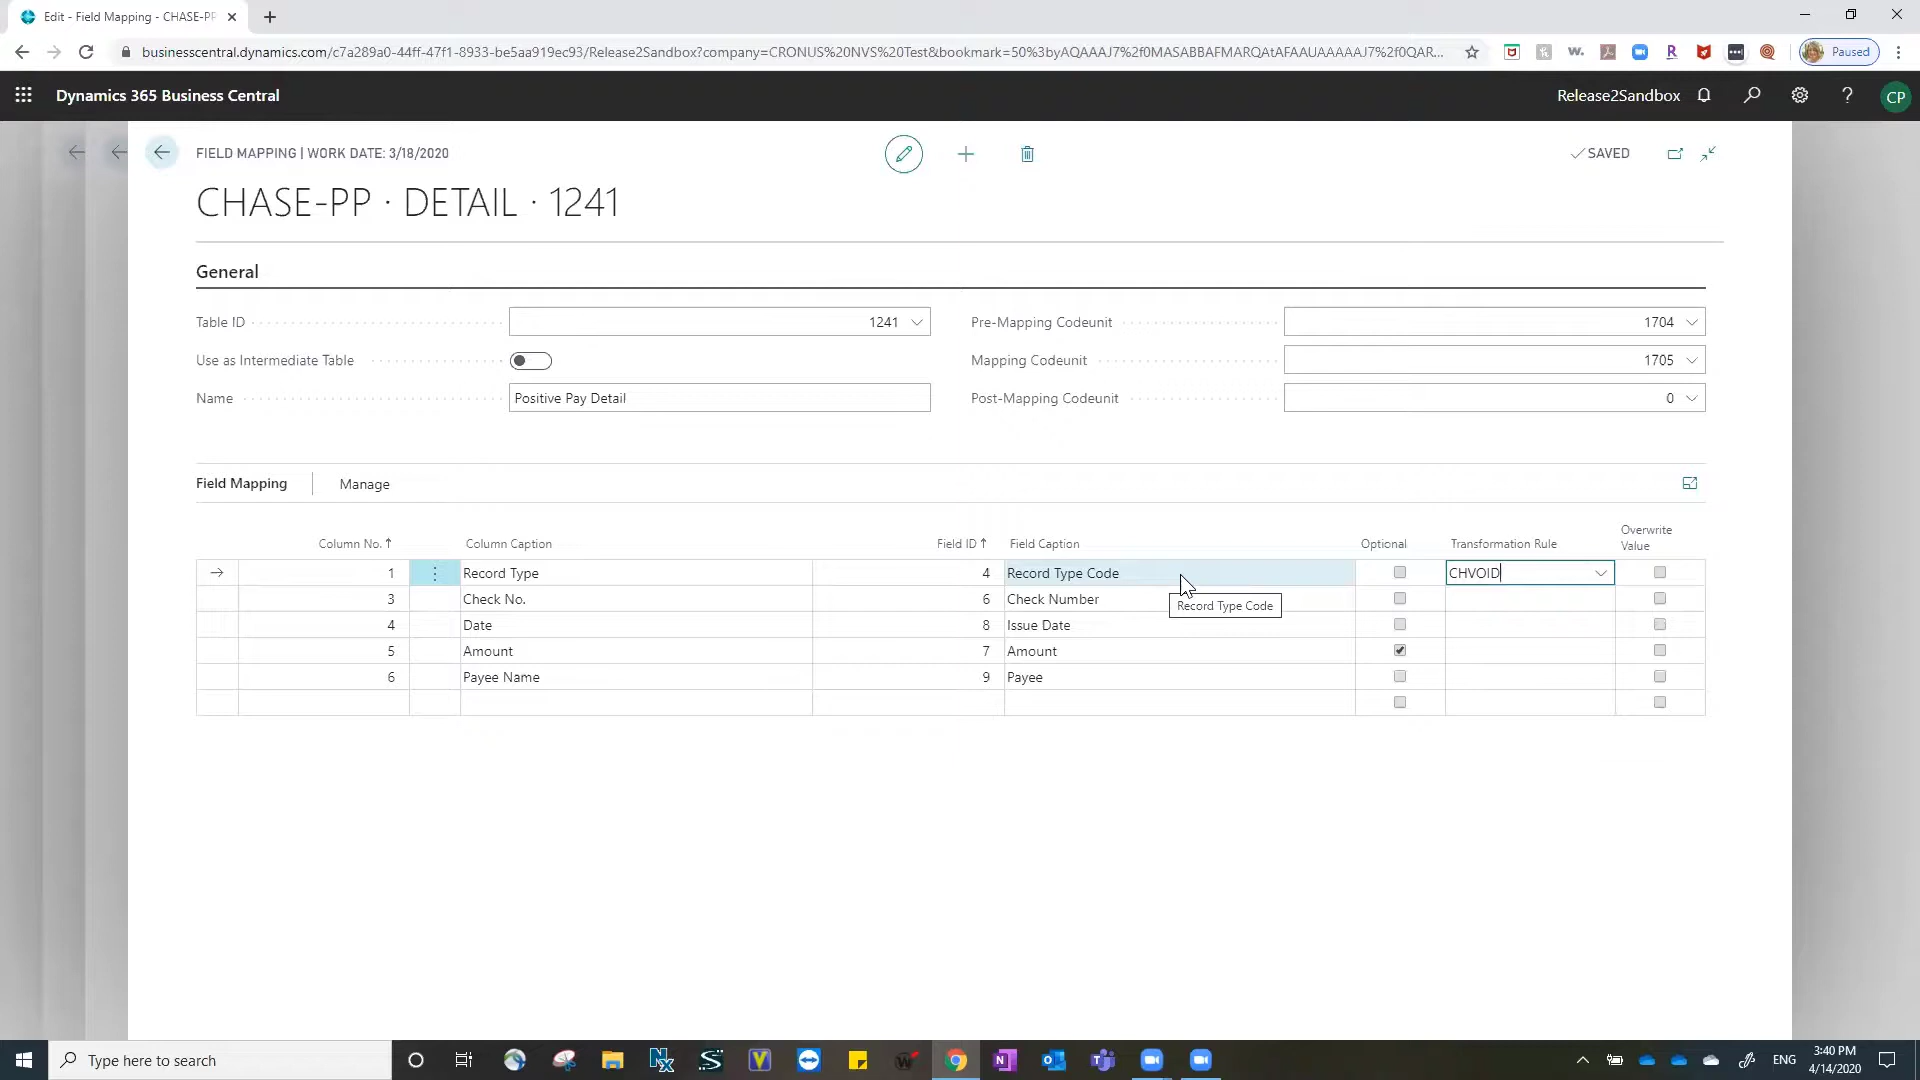 Edit - Field Mapping - CHASE-PP
businesscentral.dynamics.com/c7a289a0-44ff-47f1-8933-be5aa919ec93/Release2Sandbox?company=CRONUS%20NVS%20Test&bookmark=50%3byAQAAAJ7%2f0MASABBAFMARQAtAFAAUAAAAAJ7%2f0QAR...
Paused
Dynamics 365 Business Central
Release2Sandbox
CP
FIELD MAPPING | WORK DATE: 3/18/2020
SAVED
CHASE-PP · DETAIL · 1241
General
Table ID
1241
Pre-Mapping Codeunit
1704
Use as Intermediate Table
Mapping Codeunit
1705
Name
Positive Pay Detail
Post-Mapping Codeunit
0
Field Mapping
Manage
Column No. ↑ Column Caption Field ID ↑ Field Caption Optional Transformation Rule Overwrite Value
1 Record Type 4 Record Type Code CHVOID
3 Check No. 6 Check Number
Record Type Code
4 Date 8 Issue Date
5 Amount 7 Amount
6 Payee Name 9 Payee
Type here to search
ENG
3:40 PM
4/14/2020